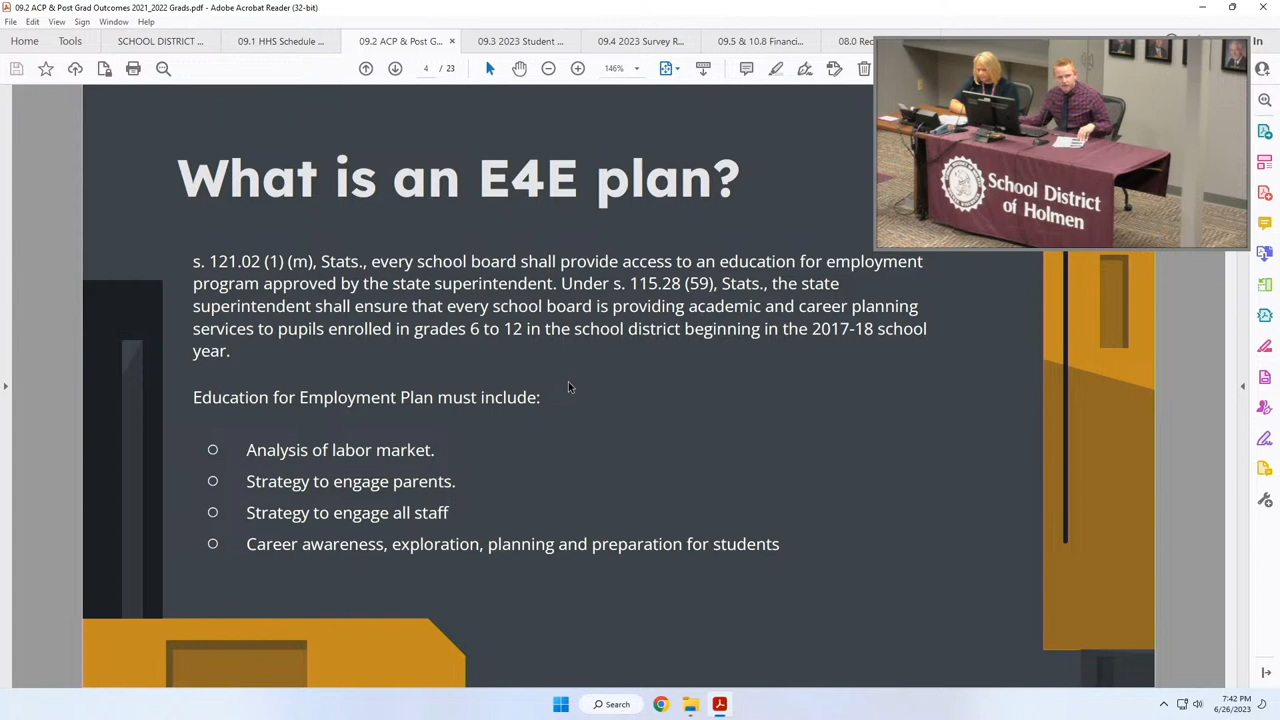 09.2 ACP & Post Grad Outcomes 2021_2022 Grads.pdf - Adobe Acrobat Reader (32-bit)
File Edit View Sign Window Help
Home Tools SCHOOL DISTRICT ... 09.1 HHS Schedule ... 09.2 ACP & Post G... × 09.3 2023 Student ... 09.4 2023 Survey R... 09.5 & 10.8 Financi... 08.0 Rec In
4 / 23 146%
What is an E4E plan?
s. 121.02 (1) (m), Stats., every school board shall provide access to an education for employment
program approved by the state superintendent. Under s. 115.28 (59), Stats., the state
superintendent shall ensure that every school board is providing academic and career planning
services to pupils enrolled in grades 6 to 12 in the school district beginning in the 2017-18 school
year.
Education for Employment Plan must include:
Analysis of labor market.
Strategy to engage parents.
Strategy to engage all staff
Career awareness, exploration, planning and preparation for students
School District
of Holmen
Search
7:42 PM
6/26/2023